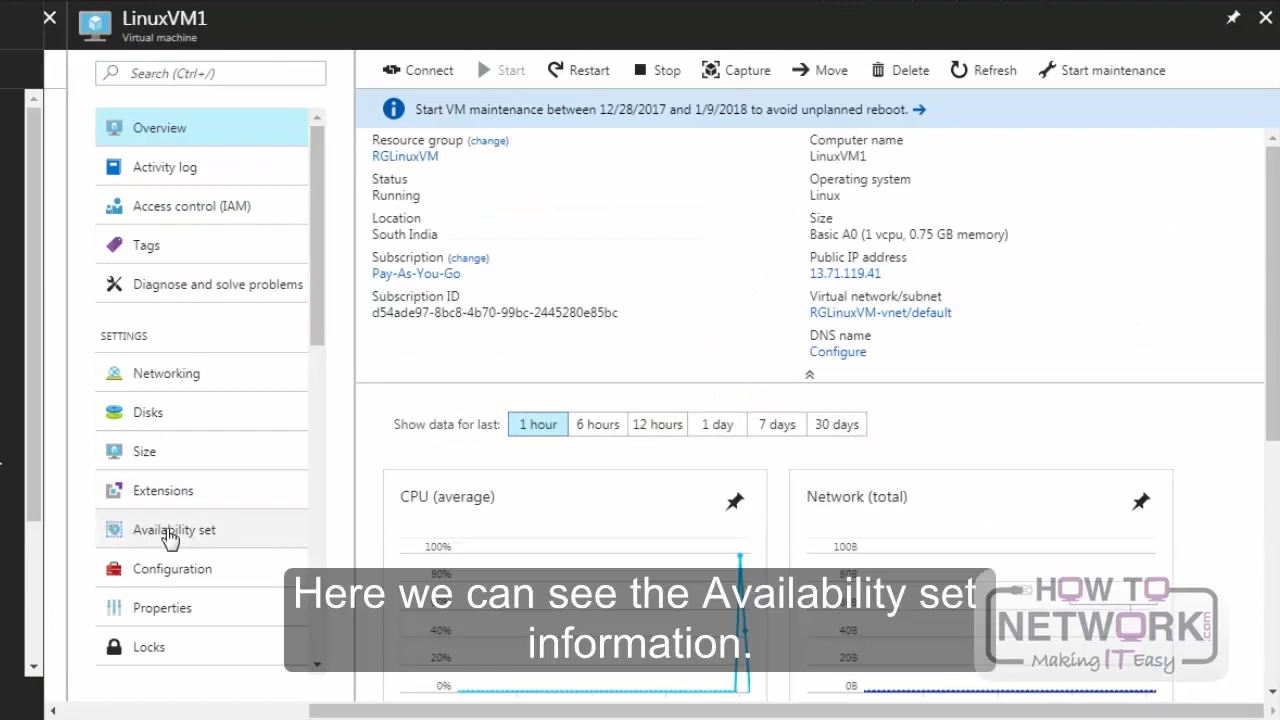 LinuxVM1
Virtual machine
Search (Ctrl+/)
Overview
Activity log
Access control (IAM)
Tags
Diagnose and solve problems
SETTINGS
Networking
Disks
Size
Extensions
Availability set
Configuration
Properties
Locks
Connect Start Restart Stop Capture Move Delete Refresh Start maintenance
Start VM maintenance between 12/28/2017 and 1/9/2018 to avoid unplanned reboot.
Resource group (change)
RGLinuxVM
Status
Running
Location
South India
Subscription (change)
Pay-As-You-Go
Subscription ID
d54ade97-8bc8-4b70-99bc-2445280e85bc
Computer name
LinuxVM1
Operating system
Linux
Size
Basic A0 (1 vcpu, 0.75 GB memory)
Public IP address
13.71.119.41
Virtual network/subnet
RGLinuxVM-vnet/default
DNS name
Configure
Show data for last: 1 hour 6 hours 12 hours 1 day 7 days 30 days
CPU (average)
100%
80%
40%
20%
0%
Network (total)
100B
80B
40B
20B
0B
Here we can see the Availability set
information.
HOW TO
NETWORK.com
Making IT Easy